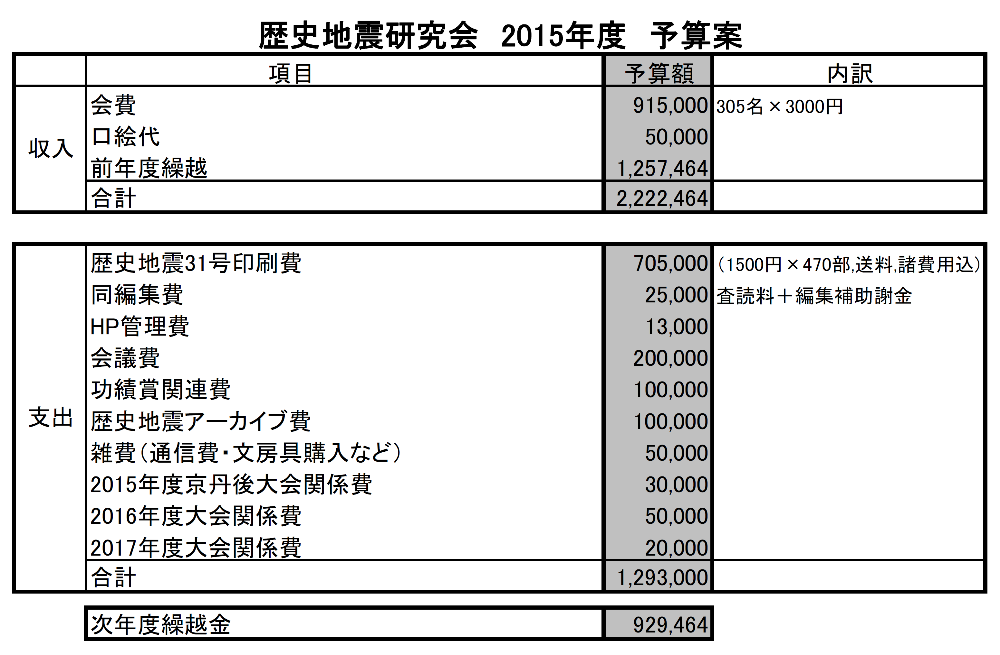 歴史地震研究会　2015年度　予算案
項目 予算額 内訳
会費 915,000 305名×3000円
口絵代 50,000
収入
前年度繰越 1,257,464
合計 2,222,464
歴史地震31号印刷費 705,000 (1500円×470部,送料,諸費用込)
同編集費 25,000 査読料＋編集補助謝金
HP管理費 13,000
会議費 200,000
功績賞関連費 100,000
支出
歴史地震アーカイブ費 100,000
雑費(通信費・文房具購入など) 50,000
2015年度京丹後大会関係費 30,000
2016年度大会関係費 50,000
2017年度大会関係費 20,000
合計 1,293,000
次年度繰越金 929,464